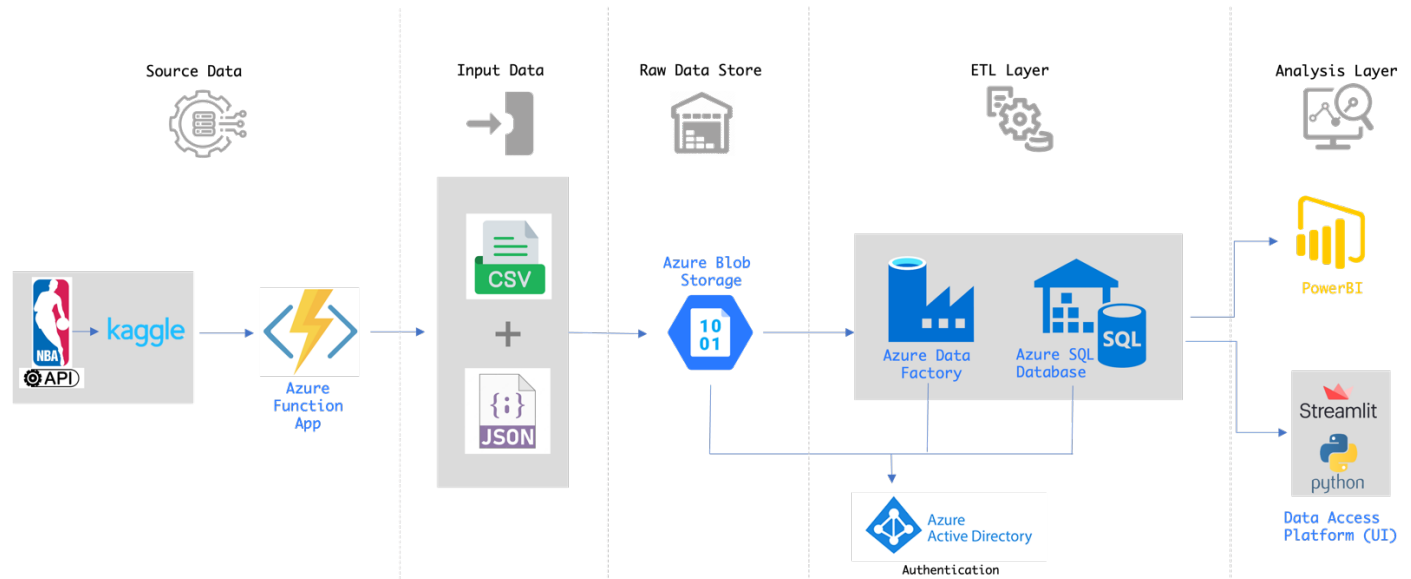 Source Data
Input Data
Raw Data Store
ETL Layer
Analysis Layer
NBA
API
kaggle
Azure
Function
App
CSV
+
{;}
JSON
Azure Blob
Storage
10
01
Azure Data
Factory
Azure SQL
Database
SQL
Azure
Active Directory
Authentication
PowerBI
Streamlit
python
Data Access
Platform (UI)